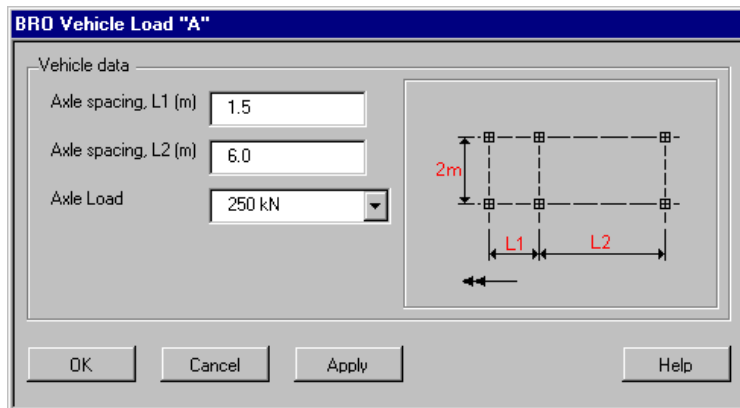 BRO Vehicle Load "A"
Vehicle data
Axle spacing, L1 (m) 1.5
Axle spacing, L2 (m) 6.0
Axle Load 250 kN
2m
L1 L2
OK Cancel Apply Help